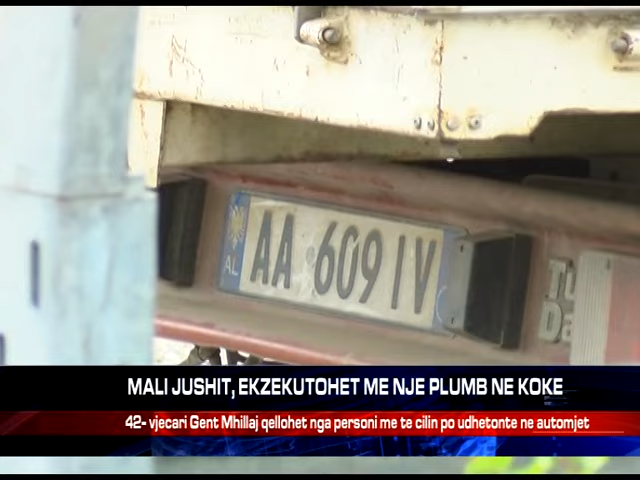 AA 609 IV
AL
MALI JUSHIT, EKZEKUTOHET ME NJE PLUMB NE KOKE
42- vjecari Gent Mhillaj qellohet nga personi me te cilin po udhetonte ne automjet